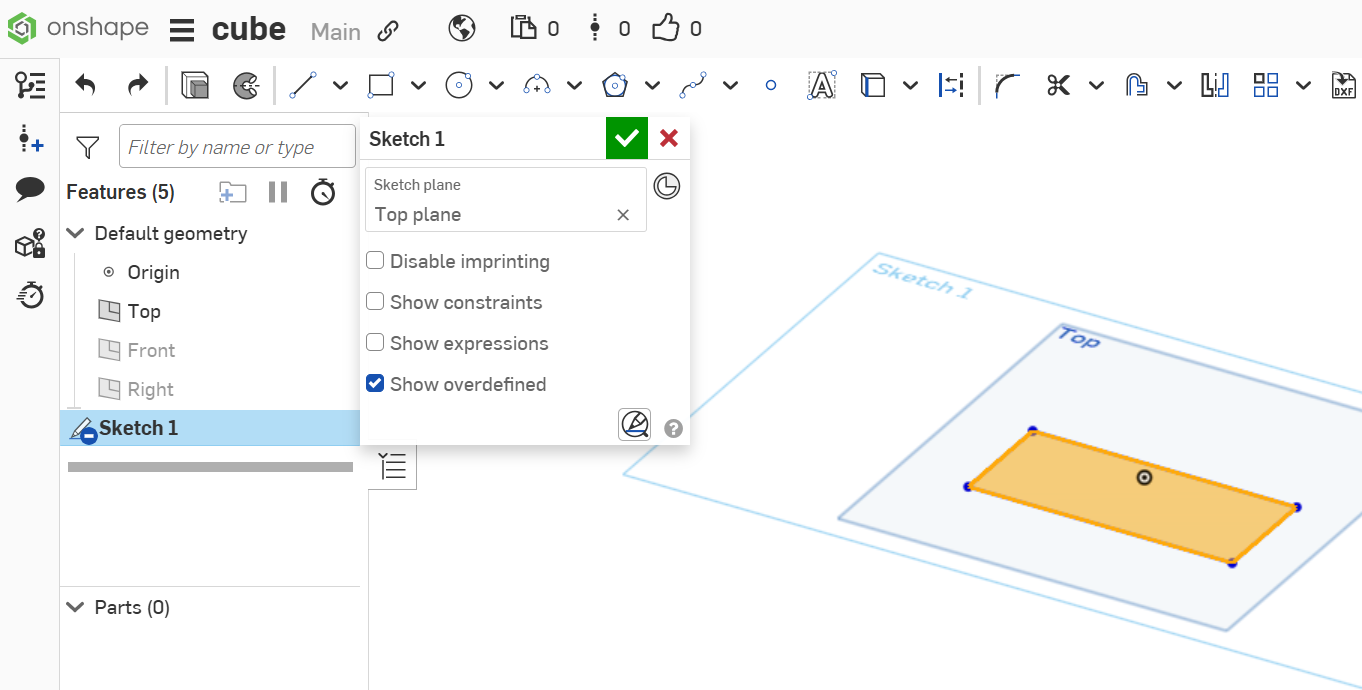 onshape cube Main 0 0 0
DXF
Filter by name or type
Features (5)
Default geometry
Origin
Top
Front
Right
Sketch 1
Parts (0)
Sketch 1
Sketch plane
Top plane
Disable imprinting
Show constraints
Show expressions
Show overdefined
Sketch 1
Top